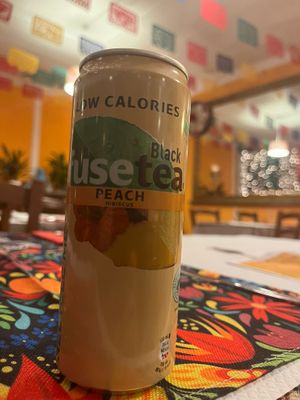 LOW CALORIES
Black
fusetea
PEACH
HIBISCUS